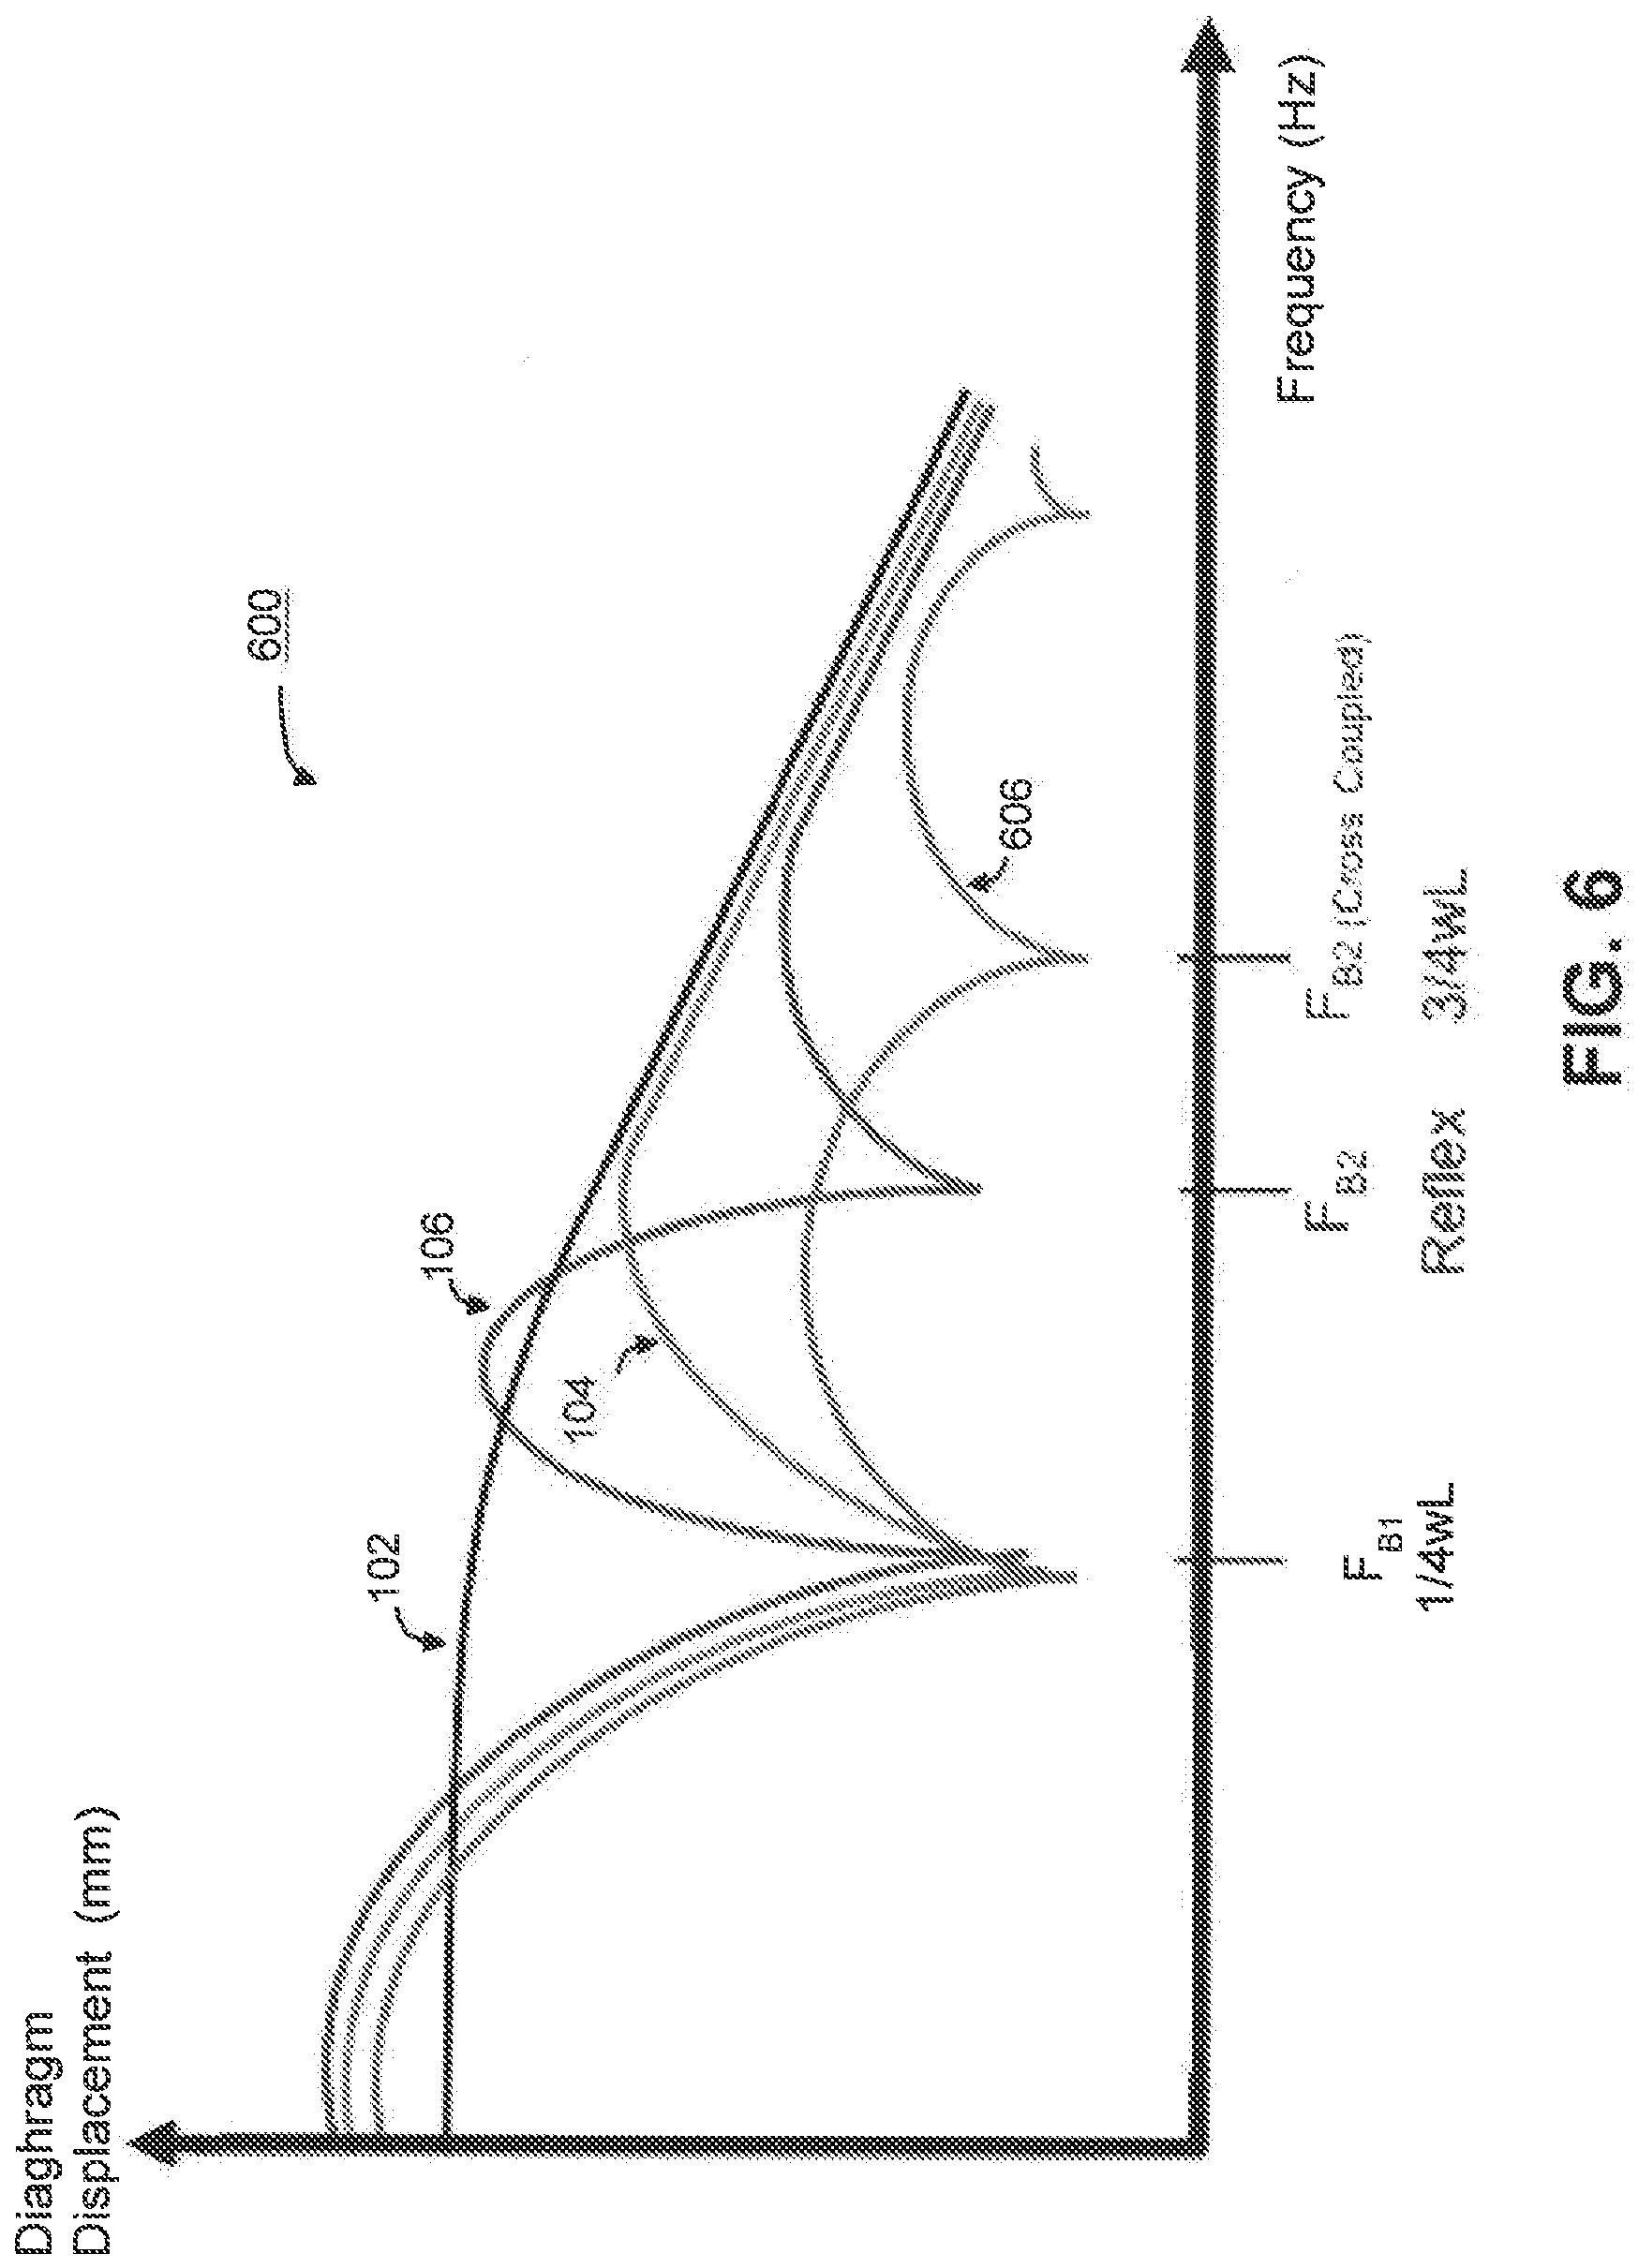 Diaghragm
Displacement (mm)
600
102
106
104
606
F B1
1/4wL
F B2
Reflex
F B2 (Cross Coupled)
3/4wL
Frequency (Hz)
FIG. 6